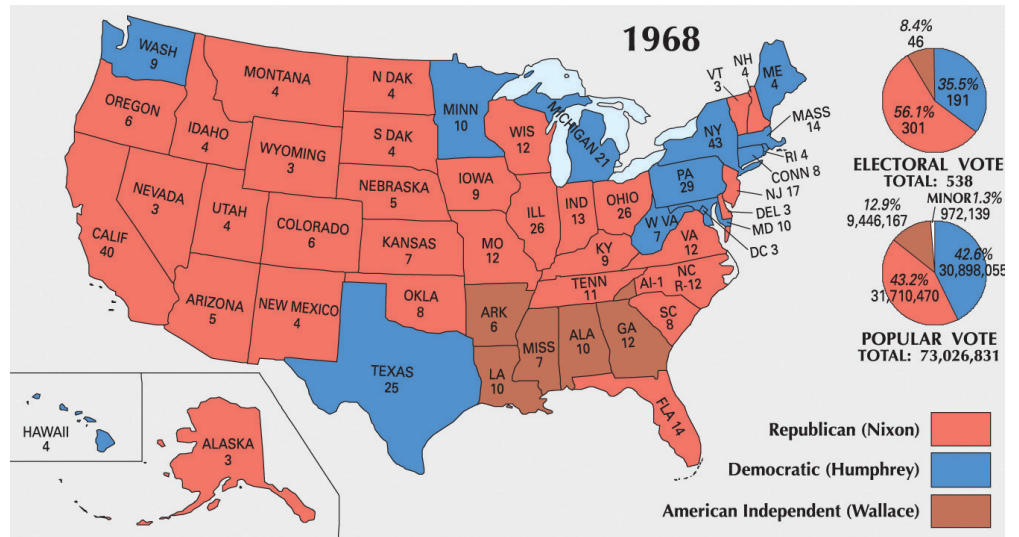 1968
WASH
9
OREGON
6
CALIF
40
NEVADA
3
IDAHO
4
MONTANA
4
WYOMING
3
UTAH
4
COLORADO
6
ARIZONA
5
NEW MEXICO
4
N DAK
4
S DAK
4
NEBRASKA
5
KANSAS
7
OKLA
8
TEXAS
25
MINN
10
IOWA
9
MO
12
ARK
6
LA
10
WIS
12
ILL
26
MICHIGAN 21
IND
13
OHIO
26
KY
9
TENN
11
MISS
7
ALA
10
GA
12
FLA 14
SC
8
AI-1
NC
R-12
VA
12
W VA
7
PA
29
NY
43
VT
3
NH
4
ME
4
MASS
14
RI 4
CONN 8
NJ 17
DEL 3
MD 10
DC 3
HAWAII
4
ALASKA
3
8.4%
46
35.5%
191
56.1%
301
ELECTORAL VOTE
TOTAL: 538
12.9%
9,446,167
MINOR 1.3%
972,139
42.6%
30,898,055
43.2%
31,710,470
POPULAR VOTE
TOTAL: 73,026,831
Republican (Nixon)
Democratic (Humphrey)
American Independent (Wallace)